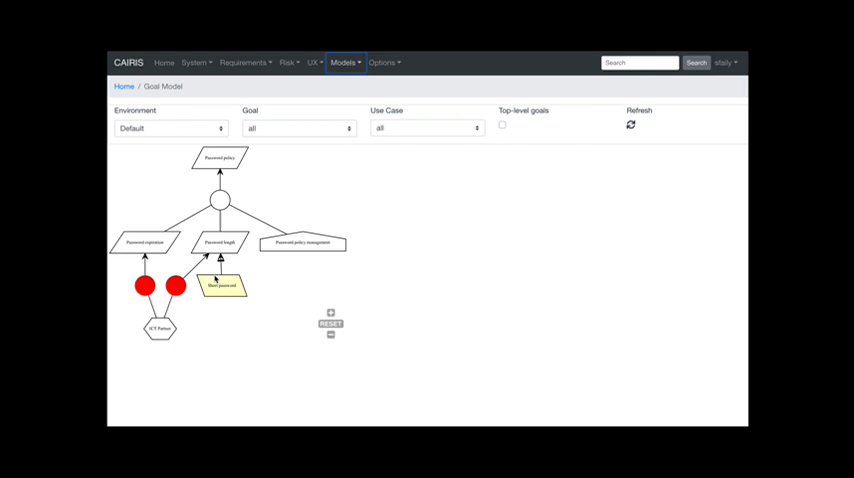 CAIRIS Home System Requirements Risk UX Models Options Search Search sfaily
Home / Goal Model
Environment Goal Use Case Top-level goals Refresh
Default all all
Password policy
Password expiration Password length Password policy management
Short password
ICT Partner
RESET